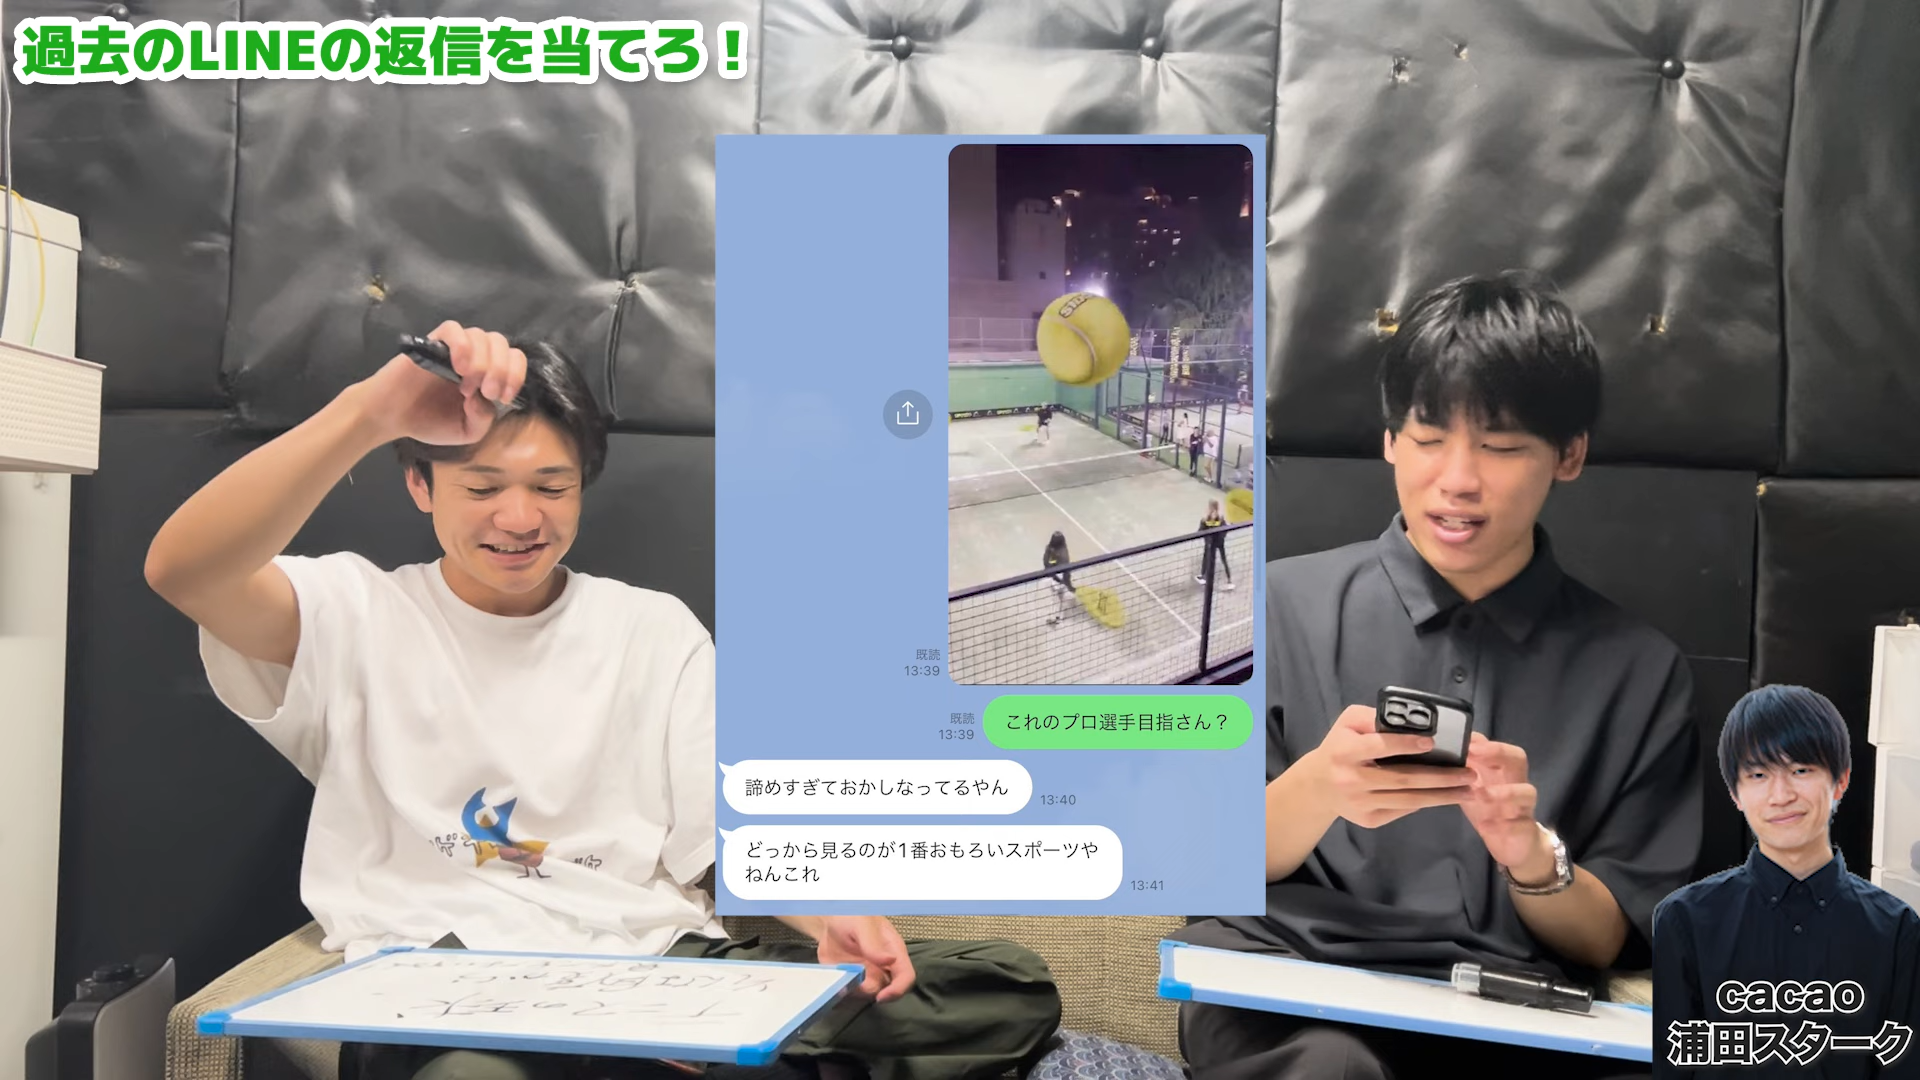 過去のLINEの返信を当てろ！
既読
13:39
既読
13:39
これのプロ選手目指さん？
諦めすぎておかしなってるやん
13:40
どっから見るのが1番おもろいスポーツや
ねんこれ
13:41
cacao
浦田スターク